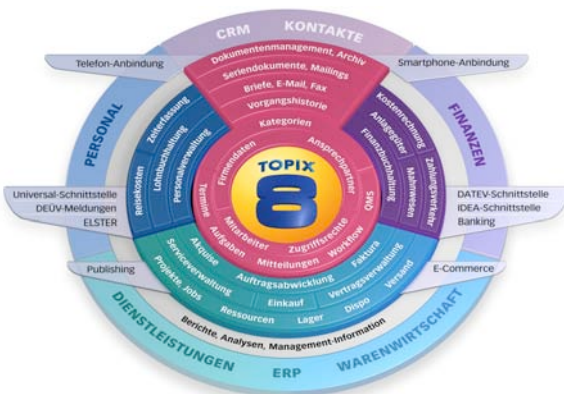 CRM KONTAKTE
Dokumentenmanagement, Archiv
Telefon-Anbindung
Smartphone-Anbindung
Seriendokumente, Mailings
Briefe, E-Mail, Fax
Vorgangshistorie
Kategorien
PERSONAL
FINANZEN
Zeiterfassung
Lohnbuchhaltung
Personalverwaltung
Reisekosten
Kostenrechnung
Anlagegüter
Finanzbuchhaltung
Zahlungsverkehr
Mahnwesen
Firmendaten
Ansprechpartner
TOPIX
8
Termine
QMS
Universal-Schnittstelle
DEÜV-Meldungen
ELSTER
DATEV-Schnittstelle
IDEA-Schnittstelle
Banking
Mitarbeiter
Zugriffsrechte
Aufgaben
Mitteilungen
Workflow
Publishing
E-Commerce
Akquise
Auftragsabwicklung
Faktura
Serviceverwaltung
Einkauf
Vertragverwaltung
Projekte, Jobs
Ressourcen
Lager
Dispo
Versand
Berichte, Analysen, Management-Information
DIENSTLEISTUNGEN
ERP
WARENWIRTSCHAFT